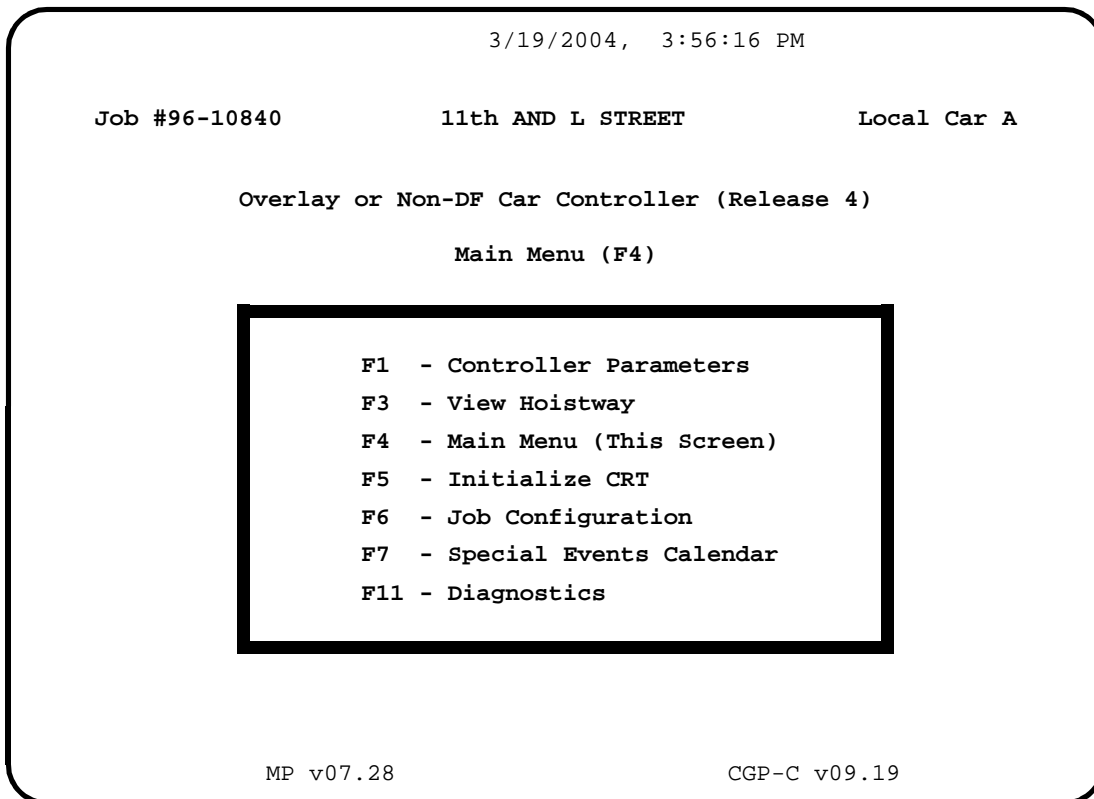 3/19/2004, 3:56:16 PM
Job #96-10840 11th AND L STREET Local Car A
Overlay or Non-DF Car Controller (Release 4)
Main Menu (F4)
F1 - Controller Parameters
F3 - View Hoistway
F4 - Main Menu (This Screen)
F5 - Initialize CRT
F6 - Job Configuration
F7 - Special Events Calendar
F11 - Diagnostics
MP v07.28 CGP-C v09.19